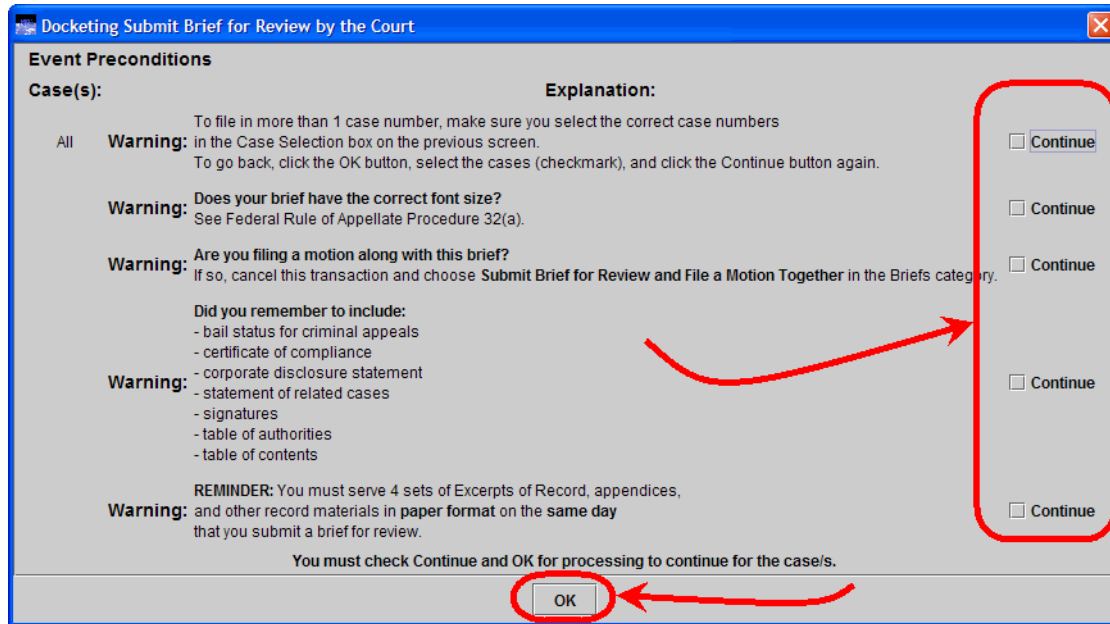 Docketing Submit Brief for Review by the Court
Event Preconditions
Case(s): Explanation:
To file in more than 1 case number, make sure you select the correct case numbers
All Warning: in the Case Selection box on the previous screen. Continue
To go back, click the OK button, select the cases (checkmark), and click the Continue button again.
Does your brief have the correct font size?
Warning: Continue
See Federal Rule of Appellate Procedure 32(a).
Are you filing a motion along with this brief?
Warning: Continue
If so, cancel this transaction and choose Submit Brief for Review and File a Motion Together in the Briefs category.
Did you remember to include:
- bail status for criminal appeals
- certificate of compliance
- corporate disclosure statement
Warning: Continue
- statement of related cases
- signatures
- table of authorities
- table of contents
REMINDER: You must serve 4 sets of Excerpts of Record, appendices,
Warning: and other record materials in paper format on the same day Continue
that you submit a brief for review.
You must check Continue and OK for processing to continue for the case/s.
OK